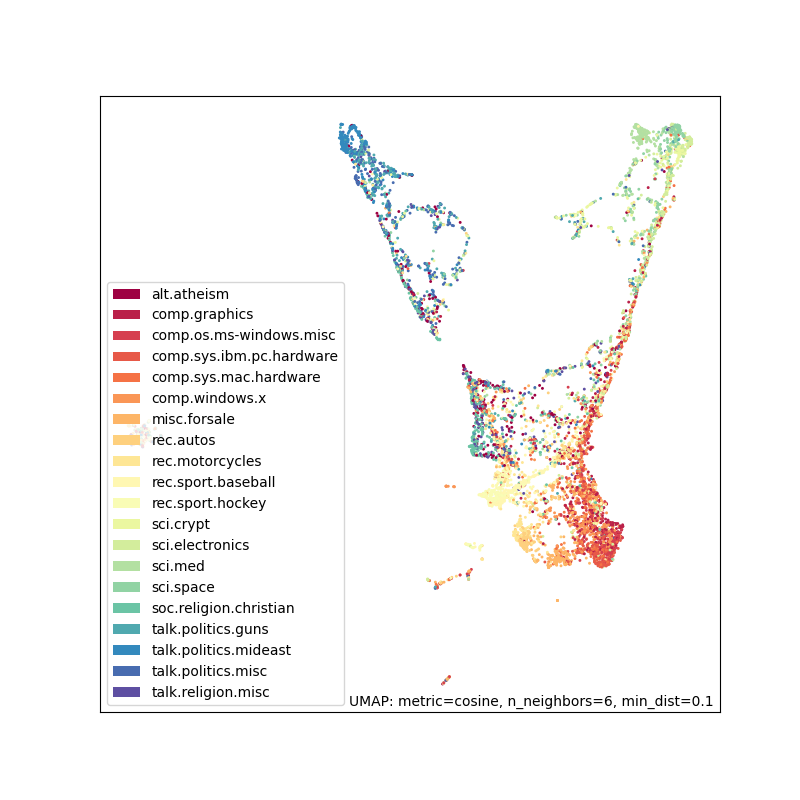 alt.atheism
comp.graphics
comp.os.ms-windows.misc
comp.sys.ibm.pc.hardware
comp.sys.mac.hardware
comp.windows.x
misc.forsale
rec.autos
rec.motorcycles
rec.sport.baseball
rec.sport.hockey
sci.crypt
sci.electronics
sci.med
sci.space
soc.religion.christian
talk.politics.guns
talk.politics.mideast
talk.politics.misc
talk.religion.misc
UMAP: metric=cosine, n_neighbors=6, min_dist=0.1